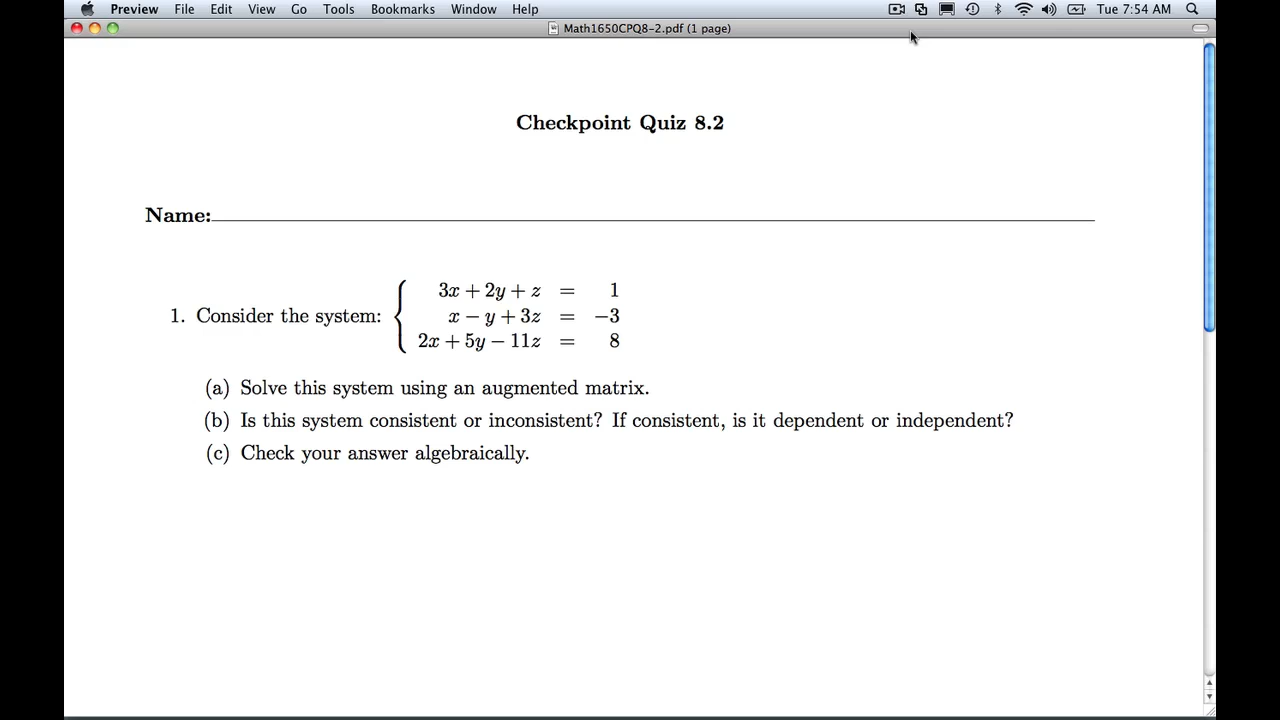 Preview File Edit View Go Tools Bookmarks Window Help Tue 7:54 AM
Math1650CPQ8-2.pdf (1 page)
Checkpoint Quiz 8.2
Name:
3x + 2y + z = 1
1. Consider the system: { x − y + 3z = −3
2x + 5y − 11z = 8
(a) Solve this system using an augmented matrix.
(b) Is this system consistent or inconsistent? If consistent, is it dependent or independent?
(c) Check your answer algebraically.